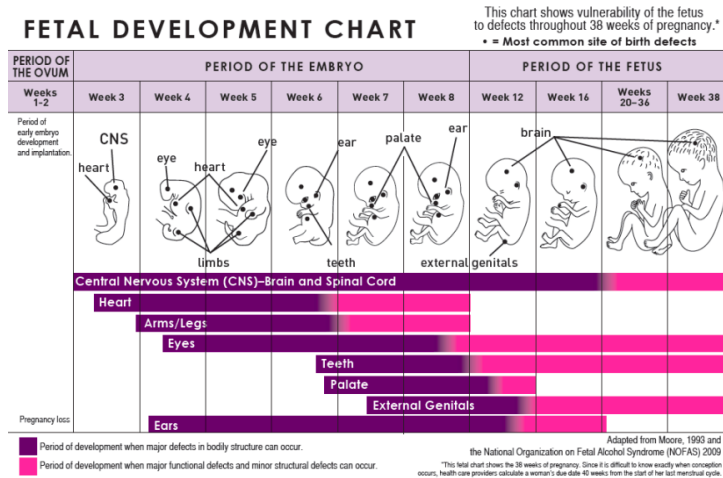 FETAL DEVELOPMENT CHART
This chart shows vulnerability of the fetus
to defects throughout 38 weeks of pregnancy.*
• = Most common site of birth defects
PERIOD OF
THE OVUM
PERIOD OF THE EMBRYO
PERIOD OF THE FETUS
Weeks
1-2
Week 3
Week 4
Week 5
Week 6
Week 7
Week 8
Week 12
Week 16
Weeks
20–36
Week 38
Period of
early embryo
development
and implantation.
CNS
heart
eye
heart
eye
limbs
ear
teeth
palate
ear
external genitals
brain
Central Nervous System (CNS)–Brain and Spinal Cord
Heart
Arms/Legs
Eyes
Teeth
Palate
External Genitals
Pregnancy loss
Ears
Period of development when major defects in bodily structure can occur.
Period of development when major functional defects and minor structural defects can occur.
Adapted from Moore, 1993 and
the National Organization on Fetal Alcohol Syndrome (NOFAS) 2009
*This fetal chart shows the 38 weeks of pregnancy. Since it is difficult to know exactly when conception
occurs, health care providers calculate a woman's due date 40 weeks from the start of her last menstrual cycle.